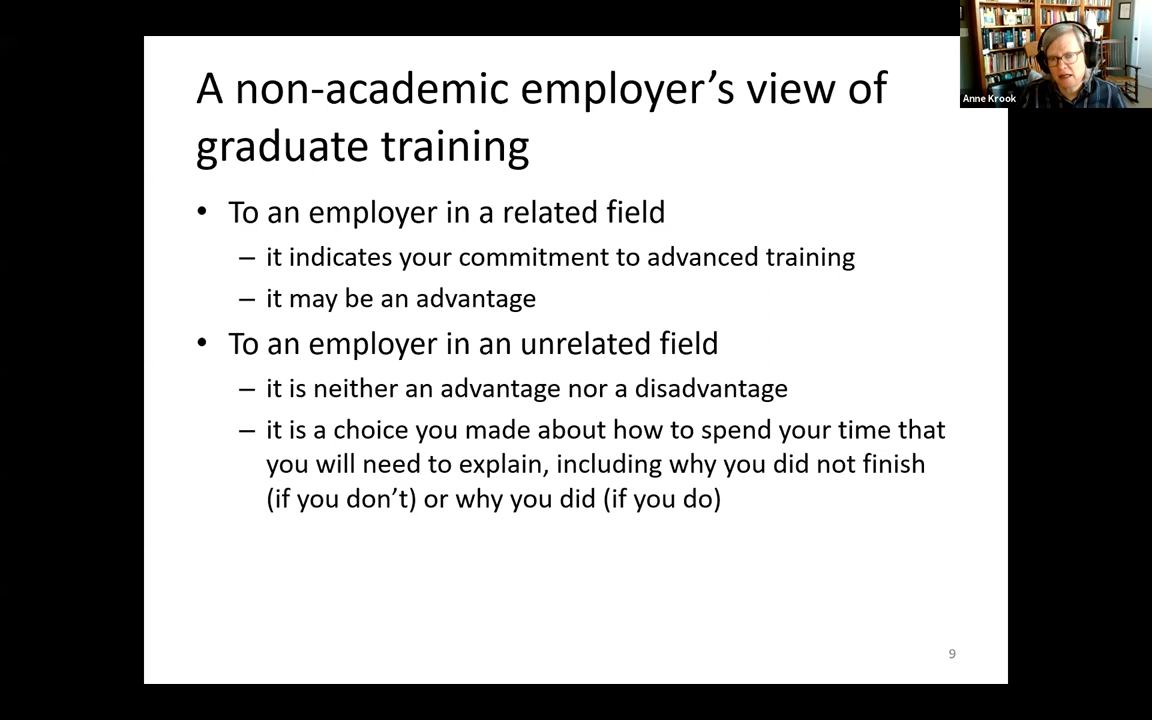 A non-academic employer’s view of
graduate training
• To an employer in a related field
– it indicates your commitment to advanced training
– it may be an advantage
• To an employer in an unrelated field
– it is neither an advantage nor a disadvantage
– it is a choice you made about how to spend your time that
you will need to explain, including why you did not finish
(if you don’t) or why you did (if you do)
9
Anne Krook